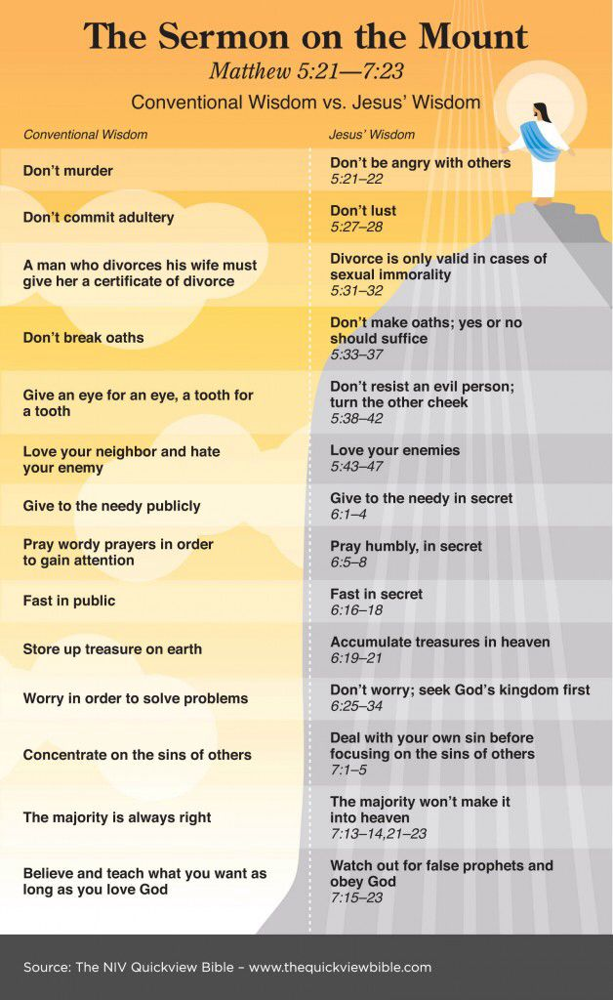 The Sermon on the Mount
Matthew 5:21—7:23
Conventional Wisdom vs. Jesus’ Wisdom
Conventional Wisdom
Jesus’ Wisdom
Don’t murder
Don’t be angry with others
5:21–22
Don’t commit adultery
Don’t lust
5:27–28
A man who divorces his wife must
give her a certificate of divorce
Divorce is only valid in cases of
sexual immorality
5:31–32
Don’t break oaths
Don’t make oaths; yes or no
should suffice
5:33–37
Give an eye for an eye, a tooth for
a tooth
Don’t resist an evil person;
turn the other cheek
5:38–42
Love your neighbor and hate
your enemy
Love your enemies
5:43–47
Give to the needy publicly
Give to the needy in secret
6:1–4
Pray wordy prayers in order
to gain attention
Pray humbly, in secret
6:5–8
Fast in public
Fast in secret
6:16–18
Store up treasure on earth
Accumulate treasures in heaven
6:19–21
Worry in order to solve problems
Don’t worry; seek God’s kingdom first
6:25–34
Concentrate on the sins of others
Deal with your own sin before
focusing on the sins of others
7:1–5
The majority is always right
The majority won’t make it
into heaven
7:13–14,21–23
Believe and teach what you want as
long as you love God
Watch out for false prophets and
obey God
7:15–23
Source: The NIV Quickview Bible – www.thequickviewbible.com